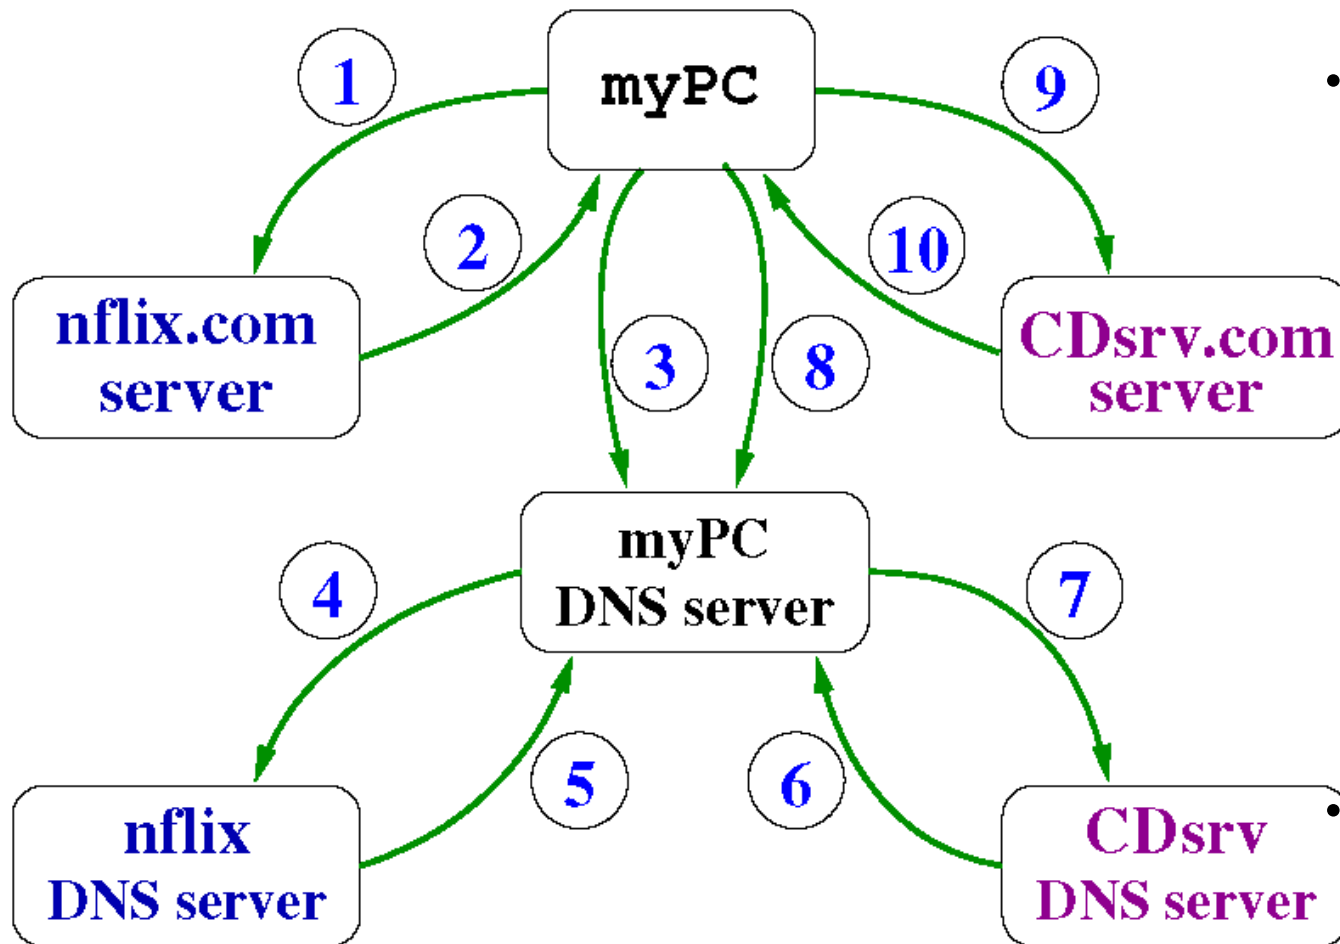 myPC
1
9
2
10
nflix.com
server
3
8
CDsrv.com
server
myPC
DNS server
4
7
5
6
nflix
DNS server
CDsrv
DNS server